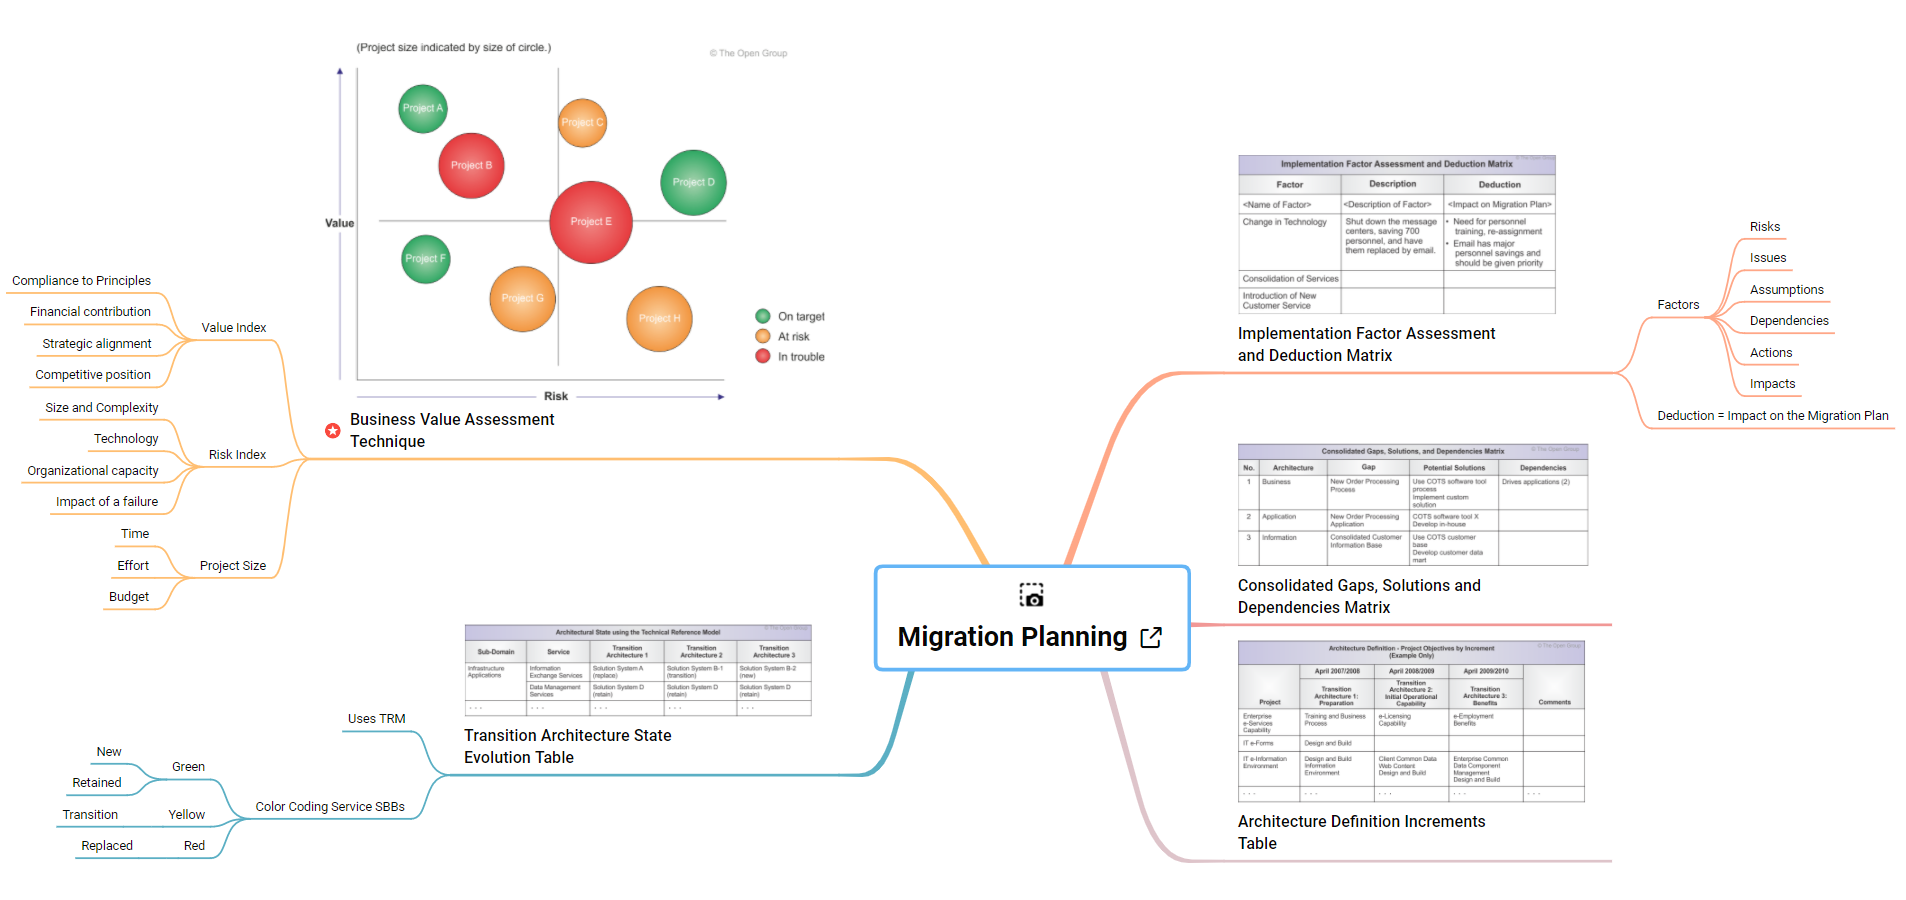 (Project size indicated by size of circle.)
© The Open Group
Project A
Project C
Project B
Project D
Value
Project E
Project F
Project G
Project H
On target
At risk
In trouble
Risk
Business Value Assessment
Technique
Value Index
Compliance to Principles
Financial contribution
Strategic alignment
Competitive position
Risk Index
Size and Complexity
Technology
Organizational capacity
Impact of a failure
Project Size
Time
Effort
Budget
© The Open Group
Architectural State using the Technical Reference Model
Sub-Domain
Service
Transition
Architecture 1
Transition
Architecture 2
Transition
Architecture 3
Infrastructure
Applications
Information
Exchange Services
Solution System A
(replace)
Solution System B-1
(transition)
Solution System B-2
(new)
Data Management
Services
Solution System D
(retain)
Solution System D
(retain)
Solution System D
(retain)
. . .
. . .
. . .
. . .
. . .
Transition Architecture State
Evolution Table
Uses TRM
Color Coding Service SBBs
Green
New
Retained
Yellow
Transition
Red
Replaced
Migration Planning
© The Open Group
Implementation Factor Assessment and Deduction Matrix
Factor
Description
Deduction
<Name of Factor>
<Description of Factor>
<Impact on Migration Plan>
Change in Technology
Shut down the message
centers, saving 700
personnel, and have
them replaced by email.
• Need for personnel
training, re-assignment
• Email has major
personnel savings and
should be given priority
Consolidation of Services
Introduction of New
Customer Service
Implementation Factor Assessment
and Deduction Matrix
Factors
Risks
Issues
Assumptions
Dependencies
Actions
Impacts
Deduction = Impact on the Migration Plan
Consolidated Gaps, Solutions, and Dependencies Matrix
© The Open Group
No.
Architecture
Gap
Potential Solutions
Dependencies
1
Business
New Order Processing
Process
Use COTS software tool
process
Implement custom
solution
Drives applications (2)
2
Application
New Order Processing
Application
COTS software tool X
Develop in-house
3
Information
Consolidated Customer
Information Base
Use COTS customer
base
Develop customer data
mart
Consolidated Gaps, Solutions and
Dependencies Matrix
Architecture Definition - Project Objectives by Increment
(Example Only)
© The Open Group
April 2007/2008
April 2008/2009
April 2009/2010
Project
Transition
Architecture 1:
Preparation
Transition
Architecture 2:
Initial Operational
Capability
Transition
Architecture 3:
Benefits
Comments
Enterprise
e-Services
Capability
Training and Business
Process
e-Licensing
Capability
e-Employment
Benefits
IT e-Forms
Design and Build
IT e-Information
Environment
Design and Build
Information
Environment
Client Common Data
Web Content
Design and Build
Enterprise Common
Data Component
Management
Design and Build
. . .
. . .
. . .
. . .
. . .
Architecture Definition Increments
Table